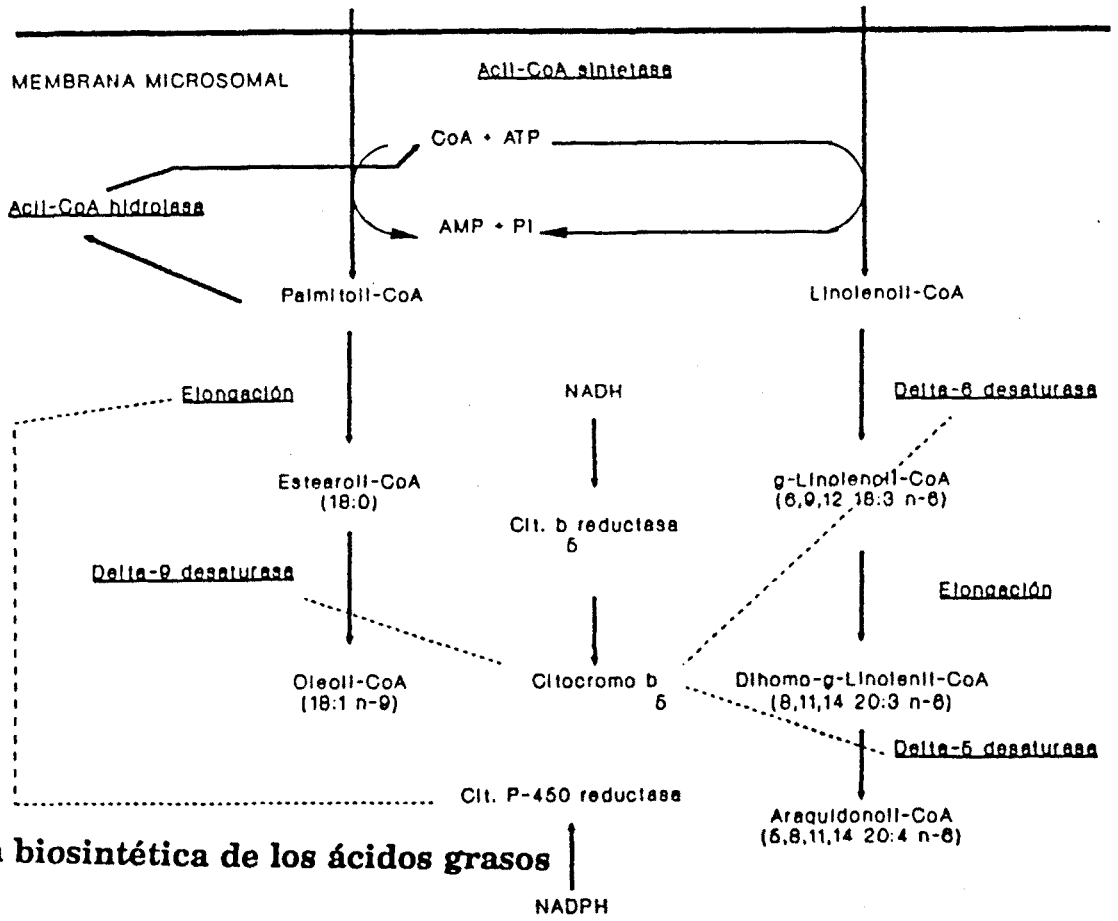 MEMBRANA MICROSOMAL
Acil-CoA sintetasa
CoA + ATP
Acil-CoA hidrolasa
AMP + Pi
Palmitoil-CoA
Linolenoil-CoA
Elongación
NADH
Delta-6 desaturasa
Estearoil-CoA
(18:0)
g-Linolenoil-CoA
(6,9,12 18:3 n-6)
Cit. b reductasa
5
Delta-9 desaturasa
Elongación
Oleoil-CoA
(18:1 n-9)
Citocromo b
5
Dihomo-g-Linolenil-CoA
(8,11,14 20:3 n-6)
Delta-5 desaturasa
Cit. P-450 reductasa
Araquidonoil-CoA
(5,8,11,14 20:4 n-6)
biosintética de los ácidos grasos
NADPH